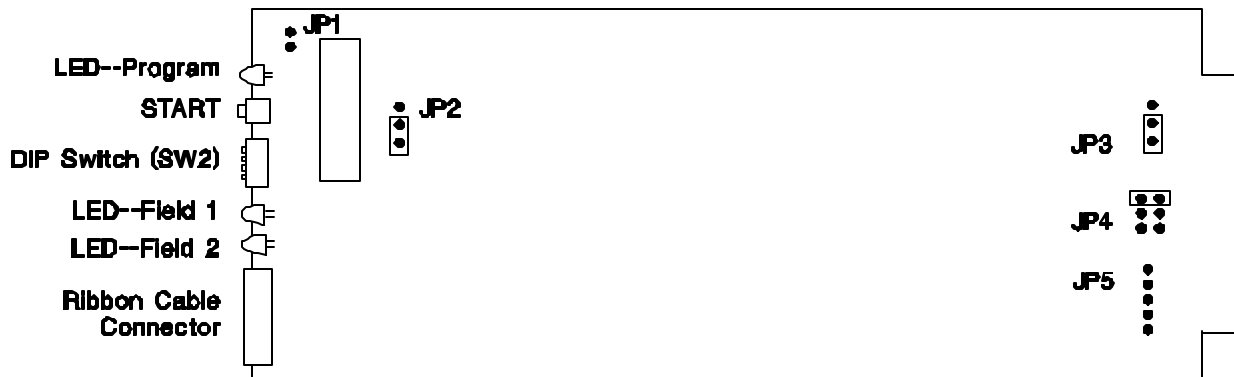 JP1
LED--Program
START
JP2
DIP Switch (SW2)
JP3
LED--Field 1
JP4
LED--Field 2
JP5
Ribbon Cable
Connector